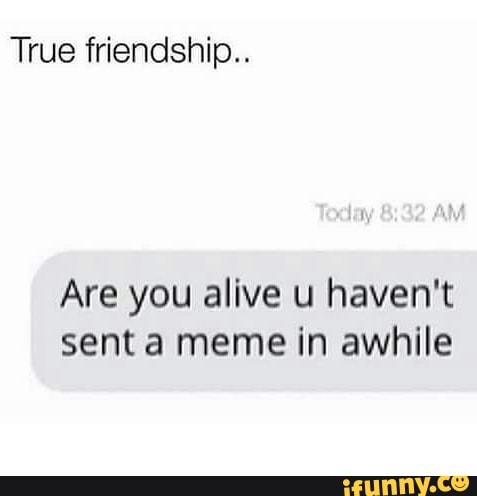 True friendship..
Today 8:32 AM
Are you alive u haven't
sent a meme in awhile
ifunny.co